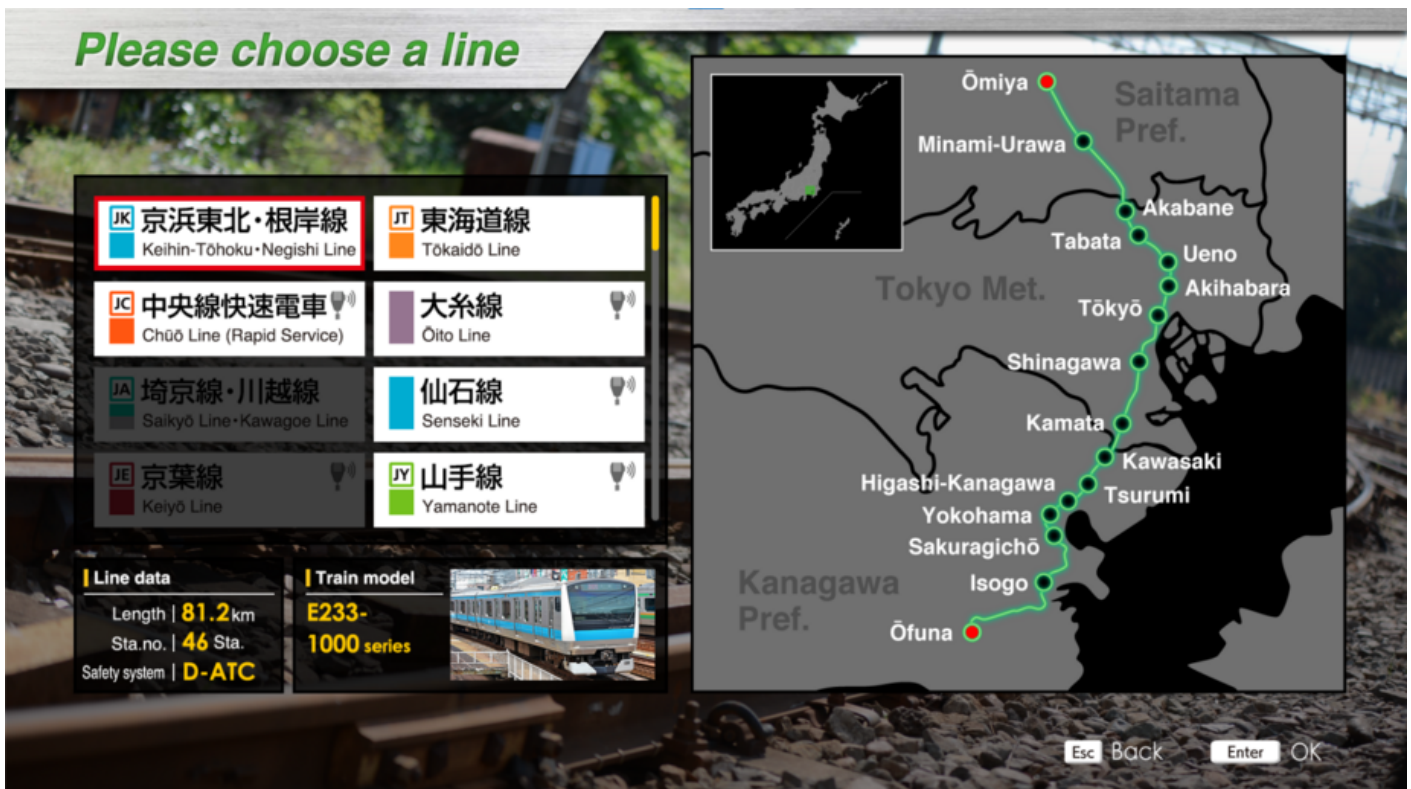 Please choose a line
JK 京浜東北・根岸線
Keihin-Tōhoku・Negishi Line
JT 東海道線
Tōkaidō Line
JC 中央線快速電車
Chūō Line (Rapid Service)
大糸線
Ōito Line
JA 埼京線・川越線
Saikyō Line・Kawagoe Line
仙石線
Senseki Line
JE 京葉線
Keiyō Line
JY 山手線
Yamanote Line
Line data
Length | 81.2 km
Sta.no. | 46 Sta.
Safety system | D-ATC
Train model
E233-
1000 series
Ōmiya
Saitama
Pref.
Minami-Urawa
Akabane
Tabata
Ueno
Tokyo Met.
Akihabara
Tōkyō
Shinagawa
Kamata
Kawasaki
Higashi-Kanagawa
Tsurumi
Yokohama
Sakuragichō
Kanagawa
Pref.
Isogo
Ōfuna
Esc Back
Enter OK